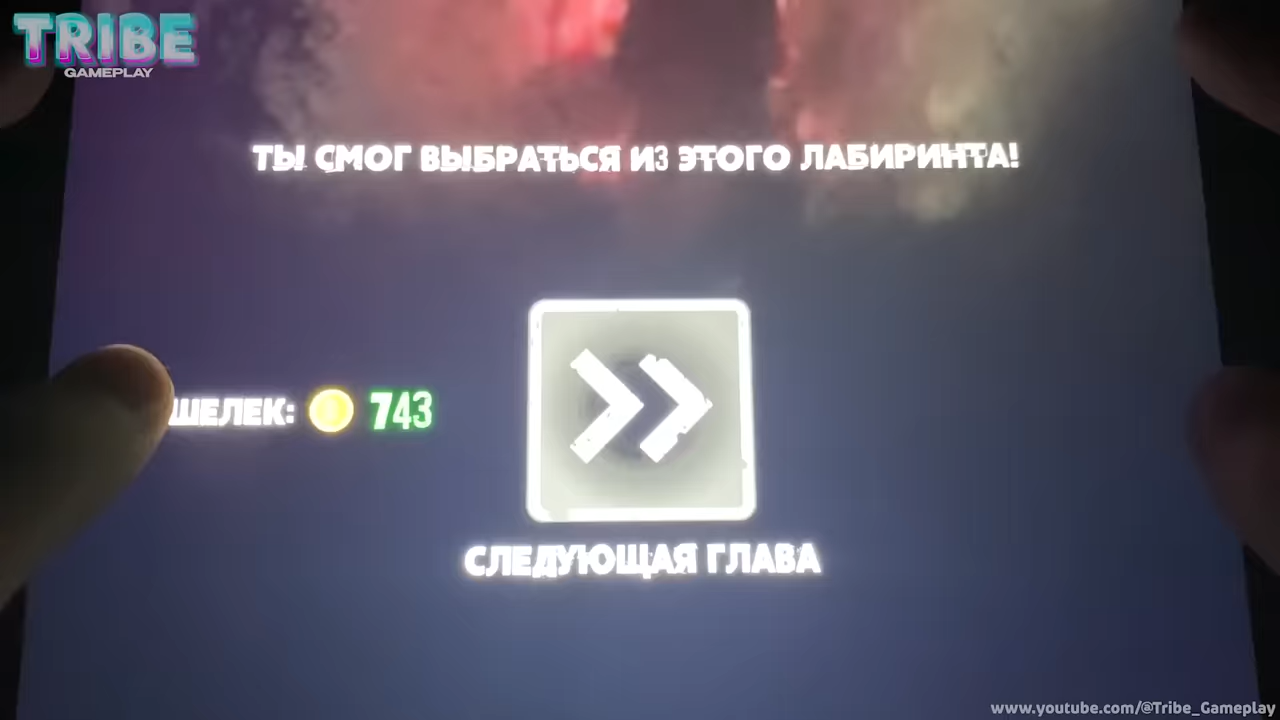 TRIBE
GAMEPLAY
ТЫ СМОГ ВЫБРАТЬСЯ ИЗ ЭТОГО ЛАБИРИНТА!
ШЕЛЕК: 743
СЛЕДУЮЩАЯ ГЛАВА
www.youtube.com/@Tribe_Gameplay